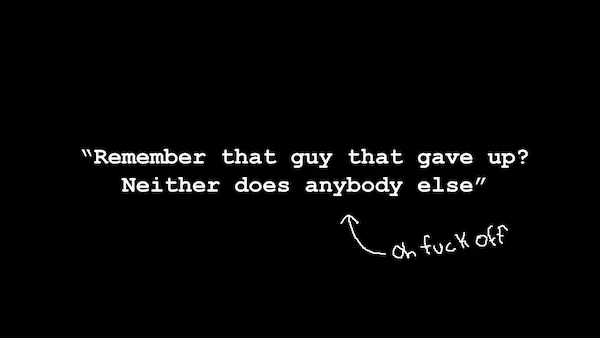 “Remember that guy that gave up?
Neither does anybody else”
oh fuck off